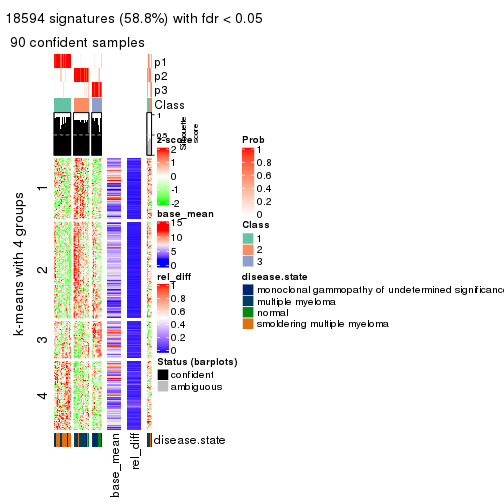 18594 signatures (58.8%) with fdr < 0.05
90 confident samples
p1
p2
p3
Class
1
0.5
0
Silhouette
score
k-means with 4 groups
1
2
3
4
disease.state
base_mean
rel_diff
z-score
2
1
0
-1
-2
base_mean
15
10
5
0
rel_diff
1
0.8
0.6
0.4
0.2
0
Status (barplots)
confident
ambiguous
Prob
1
0.8
0.6
0.4
0.2
0
Class
1
2
3
disease.state
monoclonal gammopathy of undetermined significance
multiple myeloma
normal
smoldering multiple myeloma